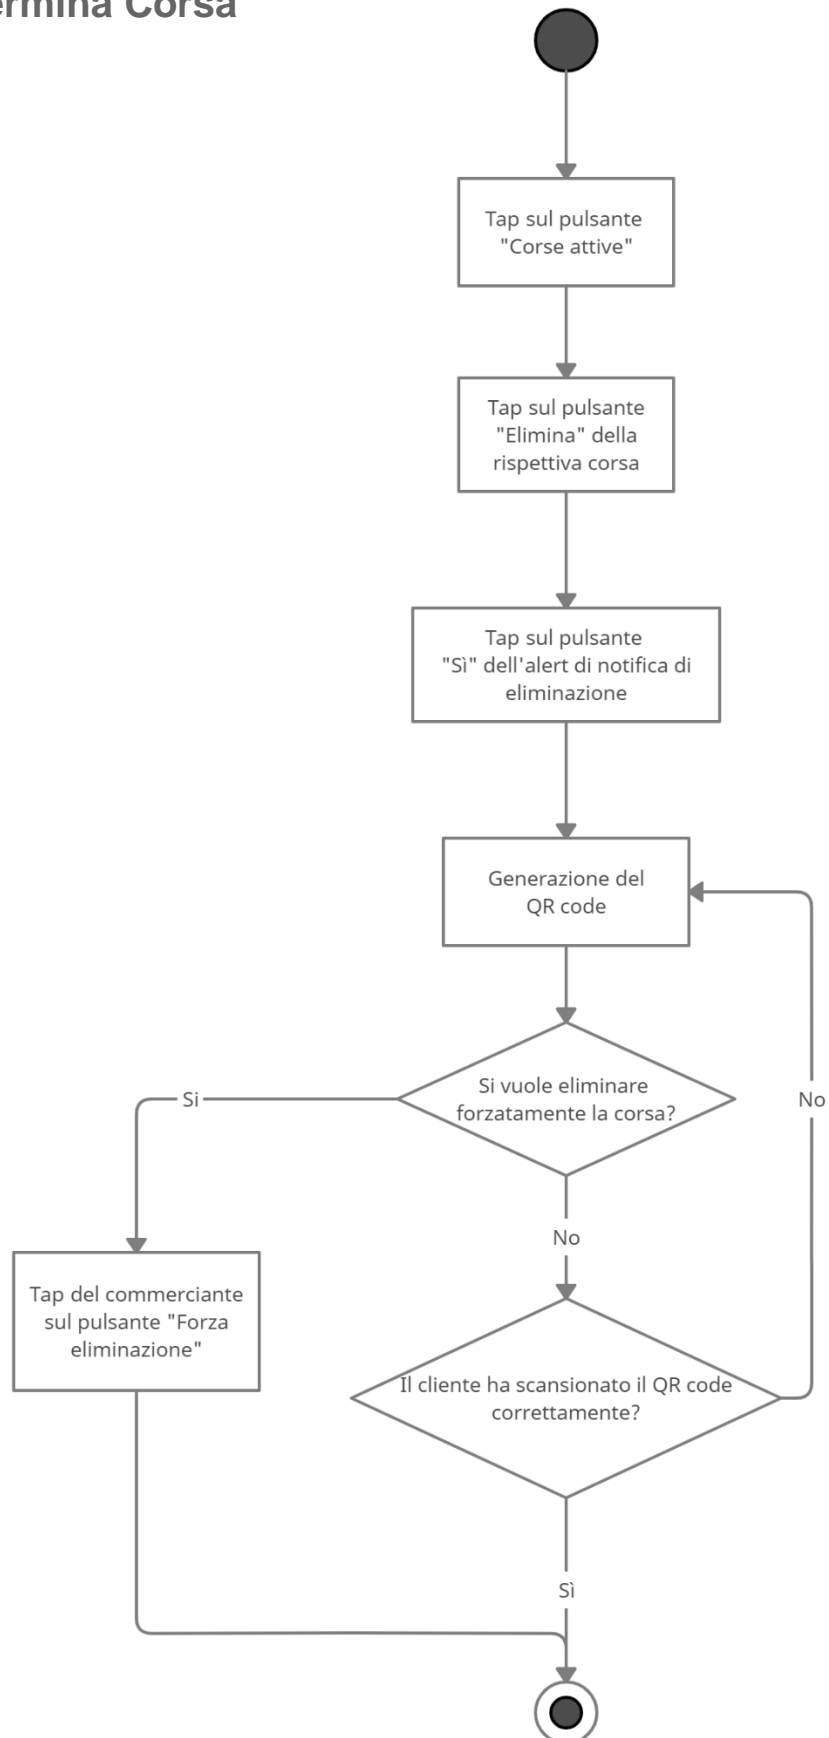 ermina Corsa
Tap sul pulsante
"Corse attive"
Tap sul pulsante
"Elimina" della
rispettiva corsa
Tap sul pulsante
"Sì" dell'alert di notifica di
eliminazione
Generazione del
QR code
Si vuole eliminare
forzatamente la corsa?
Si
No
No
Tap del commerciante
sul pulsante "Forza
eliminazione"
Il cliente ha scansionato il QR code
correttamente?
Sì